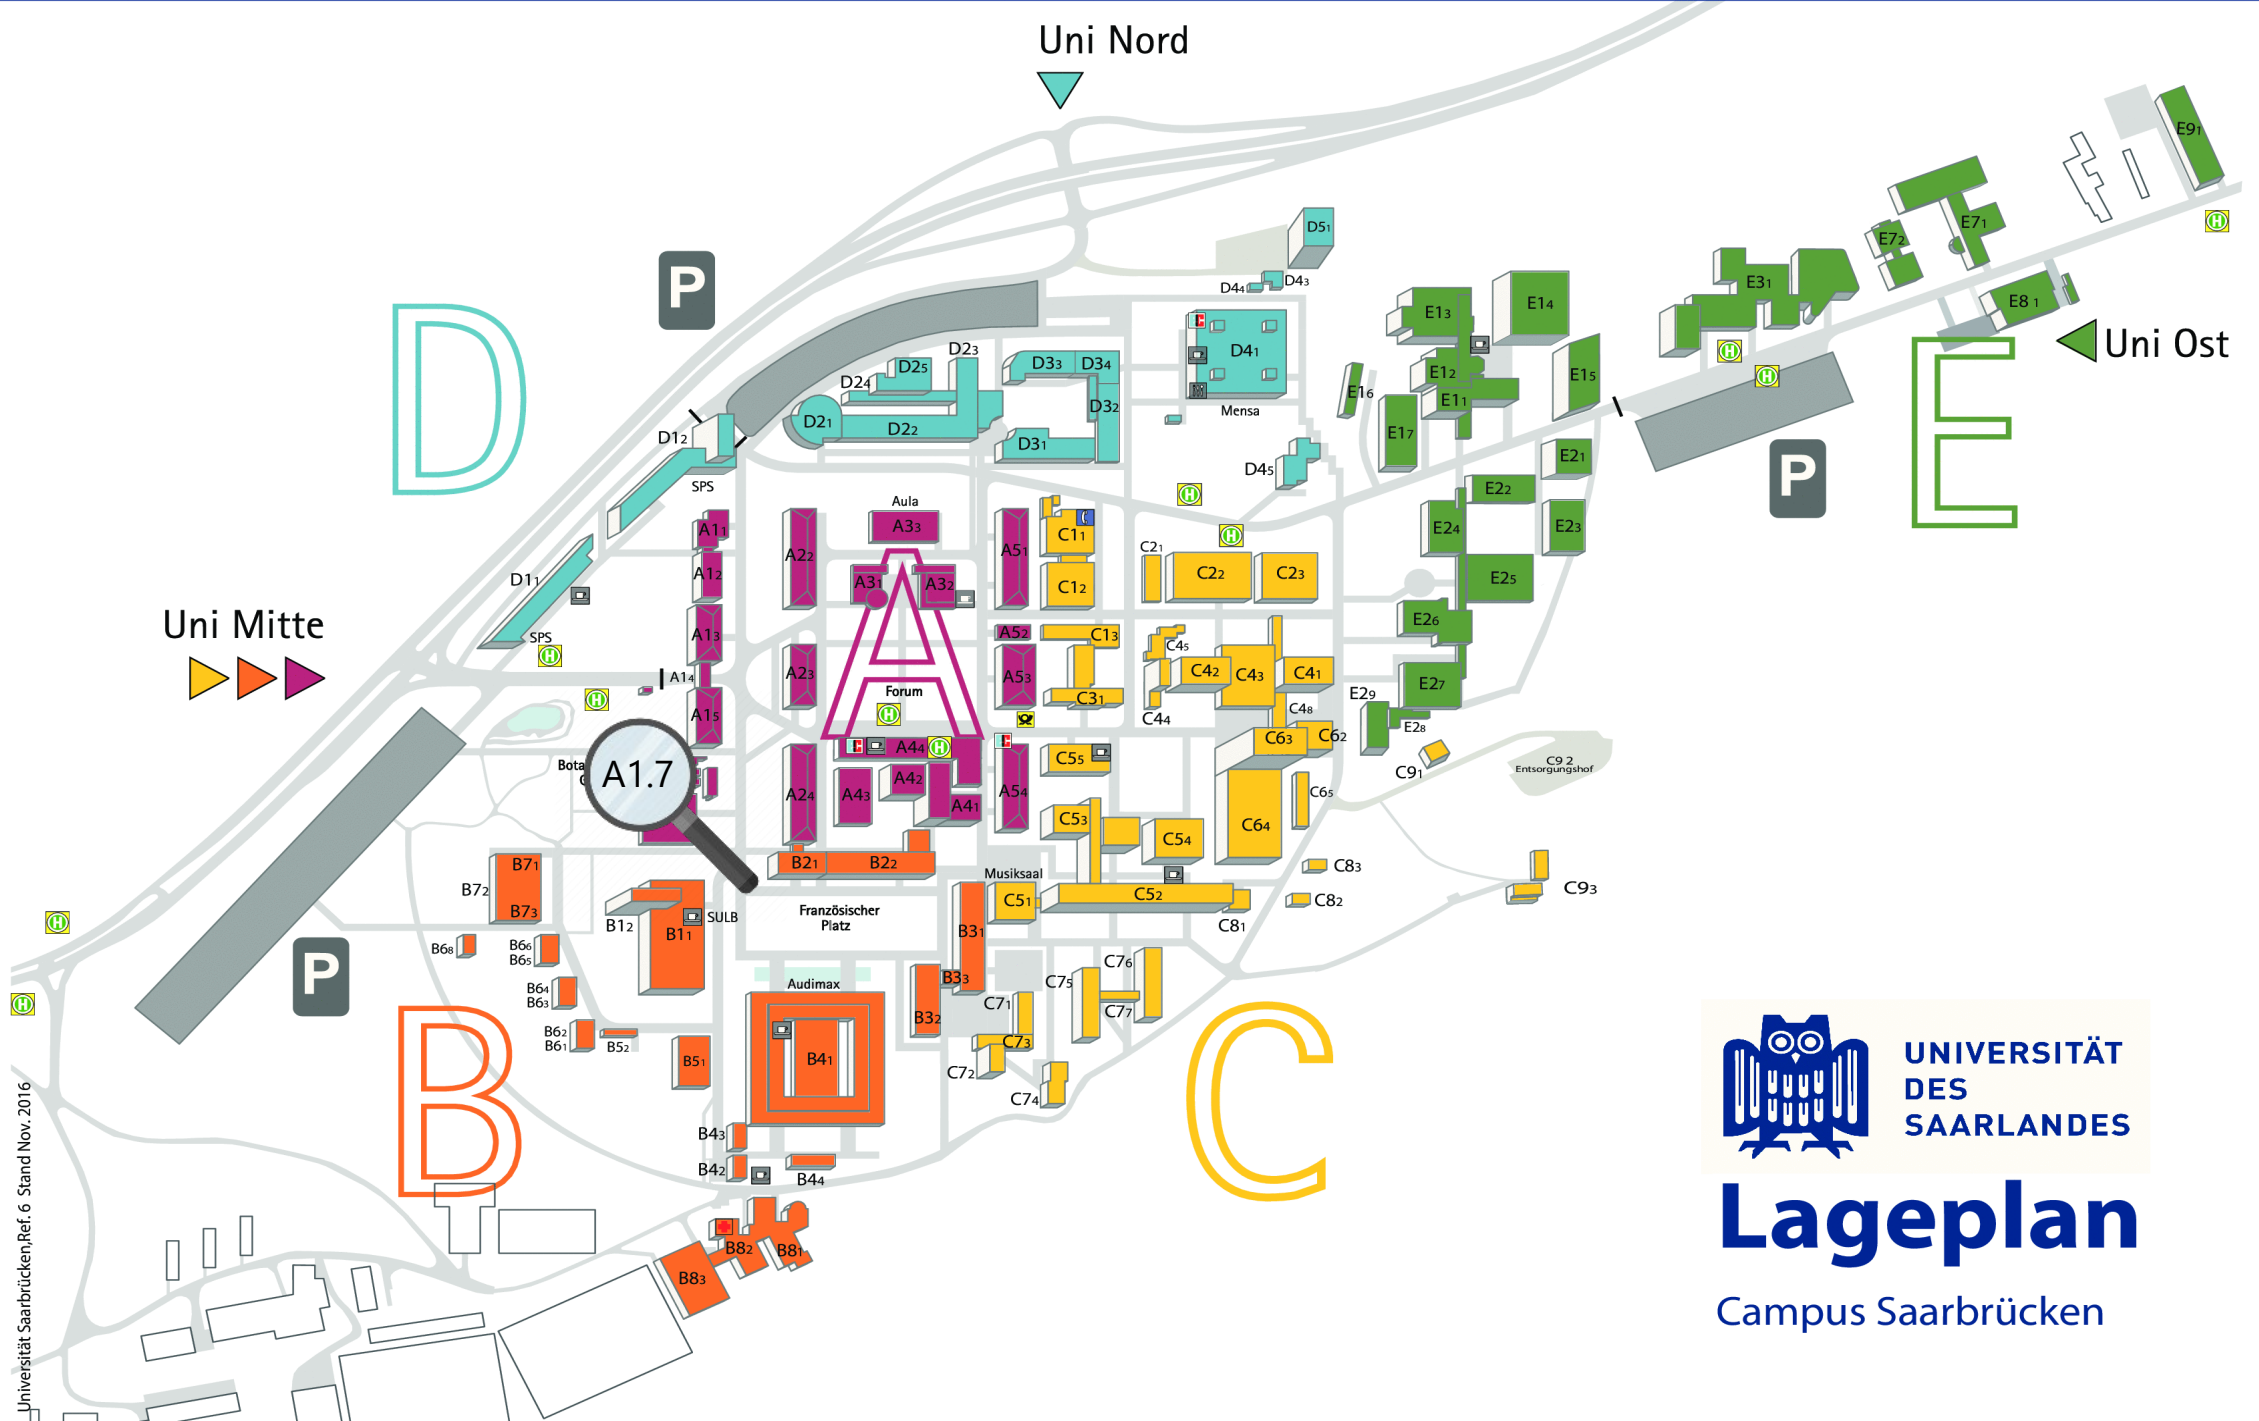 Uni Nord
P
D
D5₁
D4₄
D4₃
D4₁
Mensa
D2₃
D2₅
D2₄
D2₁
D2₂
D3₃
D3₄
D3₂
D3₁
D4₅
D1₂
SPS
D1₁
SPS
E9₁
E7₁
E7₂
E3₁
E8 1
Uni Ost
E
P
E1₃
E1₄
E1₂
E1₅
E1₆
E1₁
E1₇
E2₁
E2₂
E2₄
E2₃
E2₅
E2₆
E2₇
E2₉
E2₈
Uni Mitte
Aula
A3₃
A1₁
A1₂
A1₃
A1₄
A1₅
A2₂
A3₁
A3₂
A
A5₁
A2₃
A5₂
A5₃
Forum
A4₄
A2₄
A4₃
A4₂
A4₁
A5₄
Bota
A1.7
C1₁
C1₂
C2₁
C2₂
C2₃
C1₃
C3₁
C4₅
C4₂
C4₃
C4₁
C4₄
C4₈
C6₃
C6₂
C5₅
C6₅
C6₄
C5₃
C5₄
C9₁
C9 2
Entsorgungshof
C8₃
C8₂
C9₃
Musiksaal
C5₁
C5₂
C8₁
B2₁
B2₂
Französischer
Platz
B7₁
B7₂
B7₃
B1₂
SULB
B1₁
B3₁
B3₃
B3₂
B6₈
B6₆
B6₅
B6₄
B6₃
B6₂
B6₁
B5₂
B5₁
Audimax
B4₁
C7₆
C7₅
C7₇
C7₁
C7₃
C7₂
C7₄
P
B
C
B4₃
B4₂
B4₄
B8₂
B8₁
B8₃
UNIVERSITÄT
DES
SAARLANDES
Lageplan
Campus Saarbrücken
Universität Saarbrücken,Ref. 6 Stand Nov. 2016